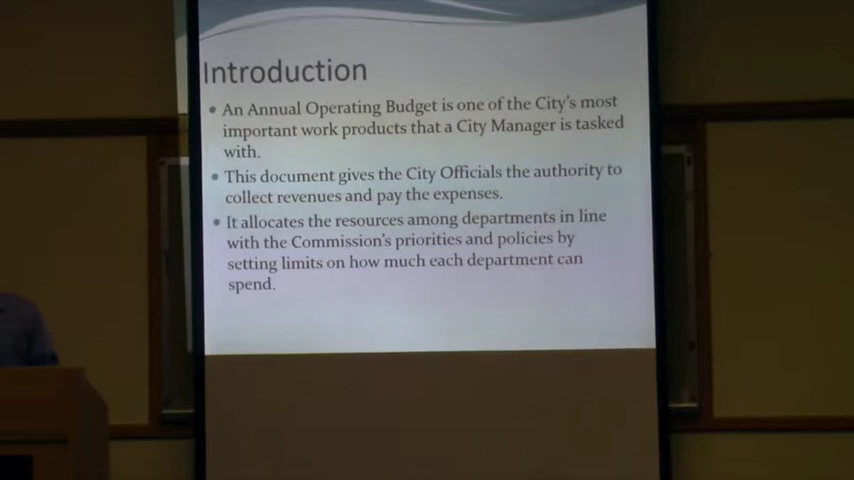 Introduction
• An Annual Operating Budget is one of the City's most
important work products that a City Manager is tasked
with.
• This document gives the City Officials the authority to
collect revenues and pay the expenses.
• It allocates the resources among departments in line
with the Commission's priorities and policies by
setting limits on how much each department can
spend.